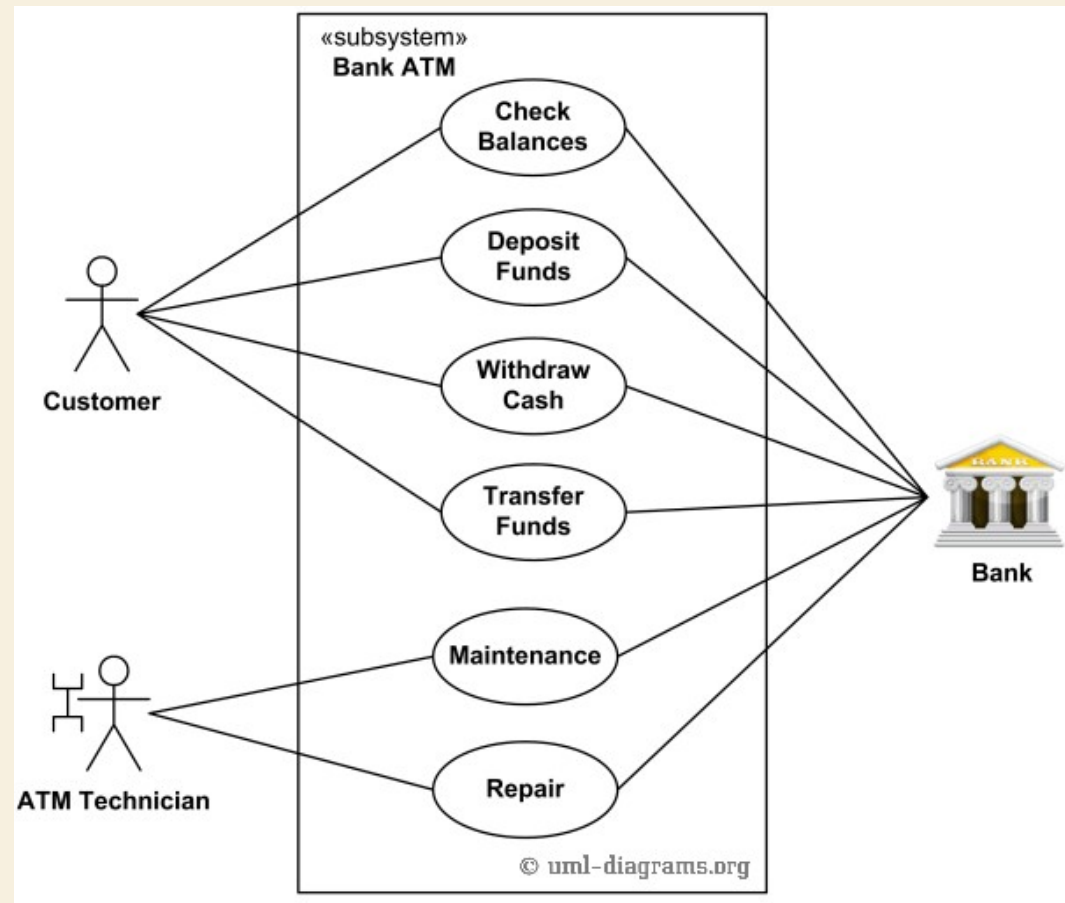 «subsystem»
Bank ATM
Check
Balances
Deposit
Funds
Customer
Withdraw
Cash
Transfer
Funds
BANK
Bank
Maintenance
ATM Technician
Repair
© uml-diagrams.org